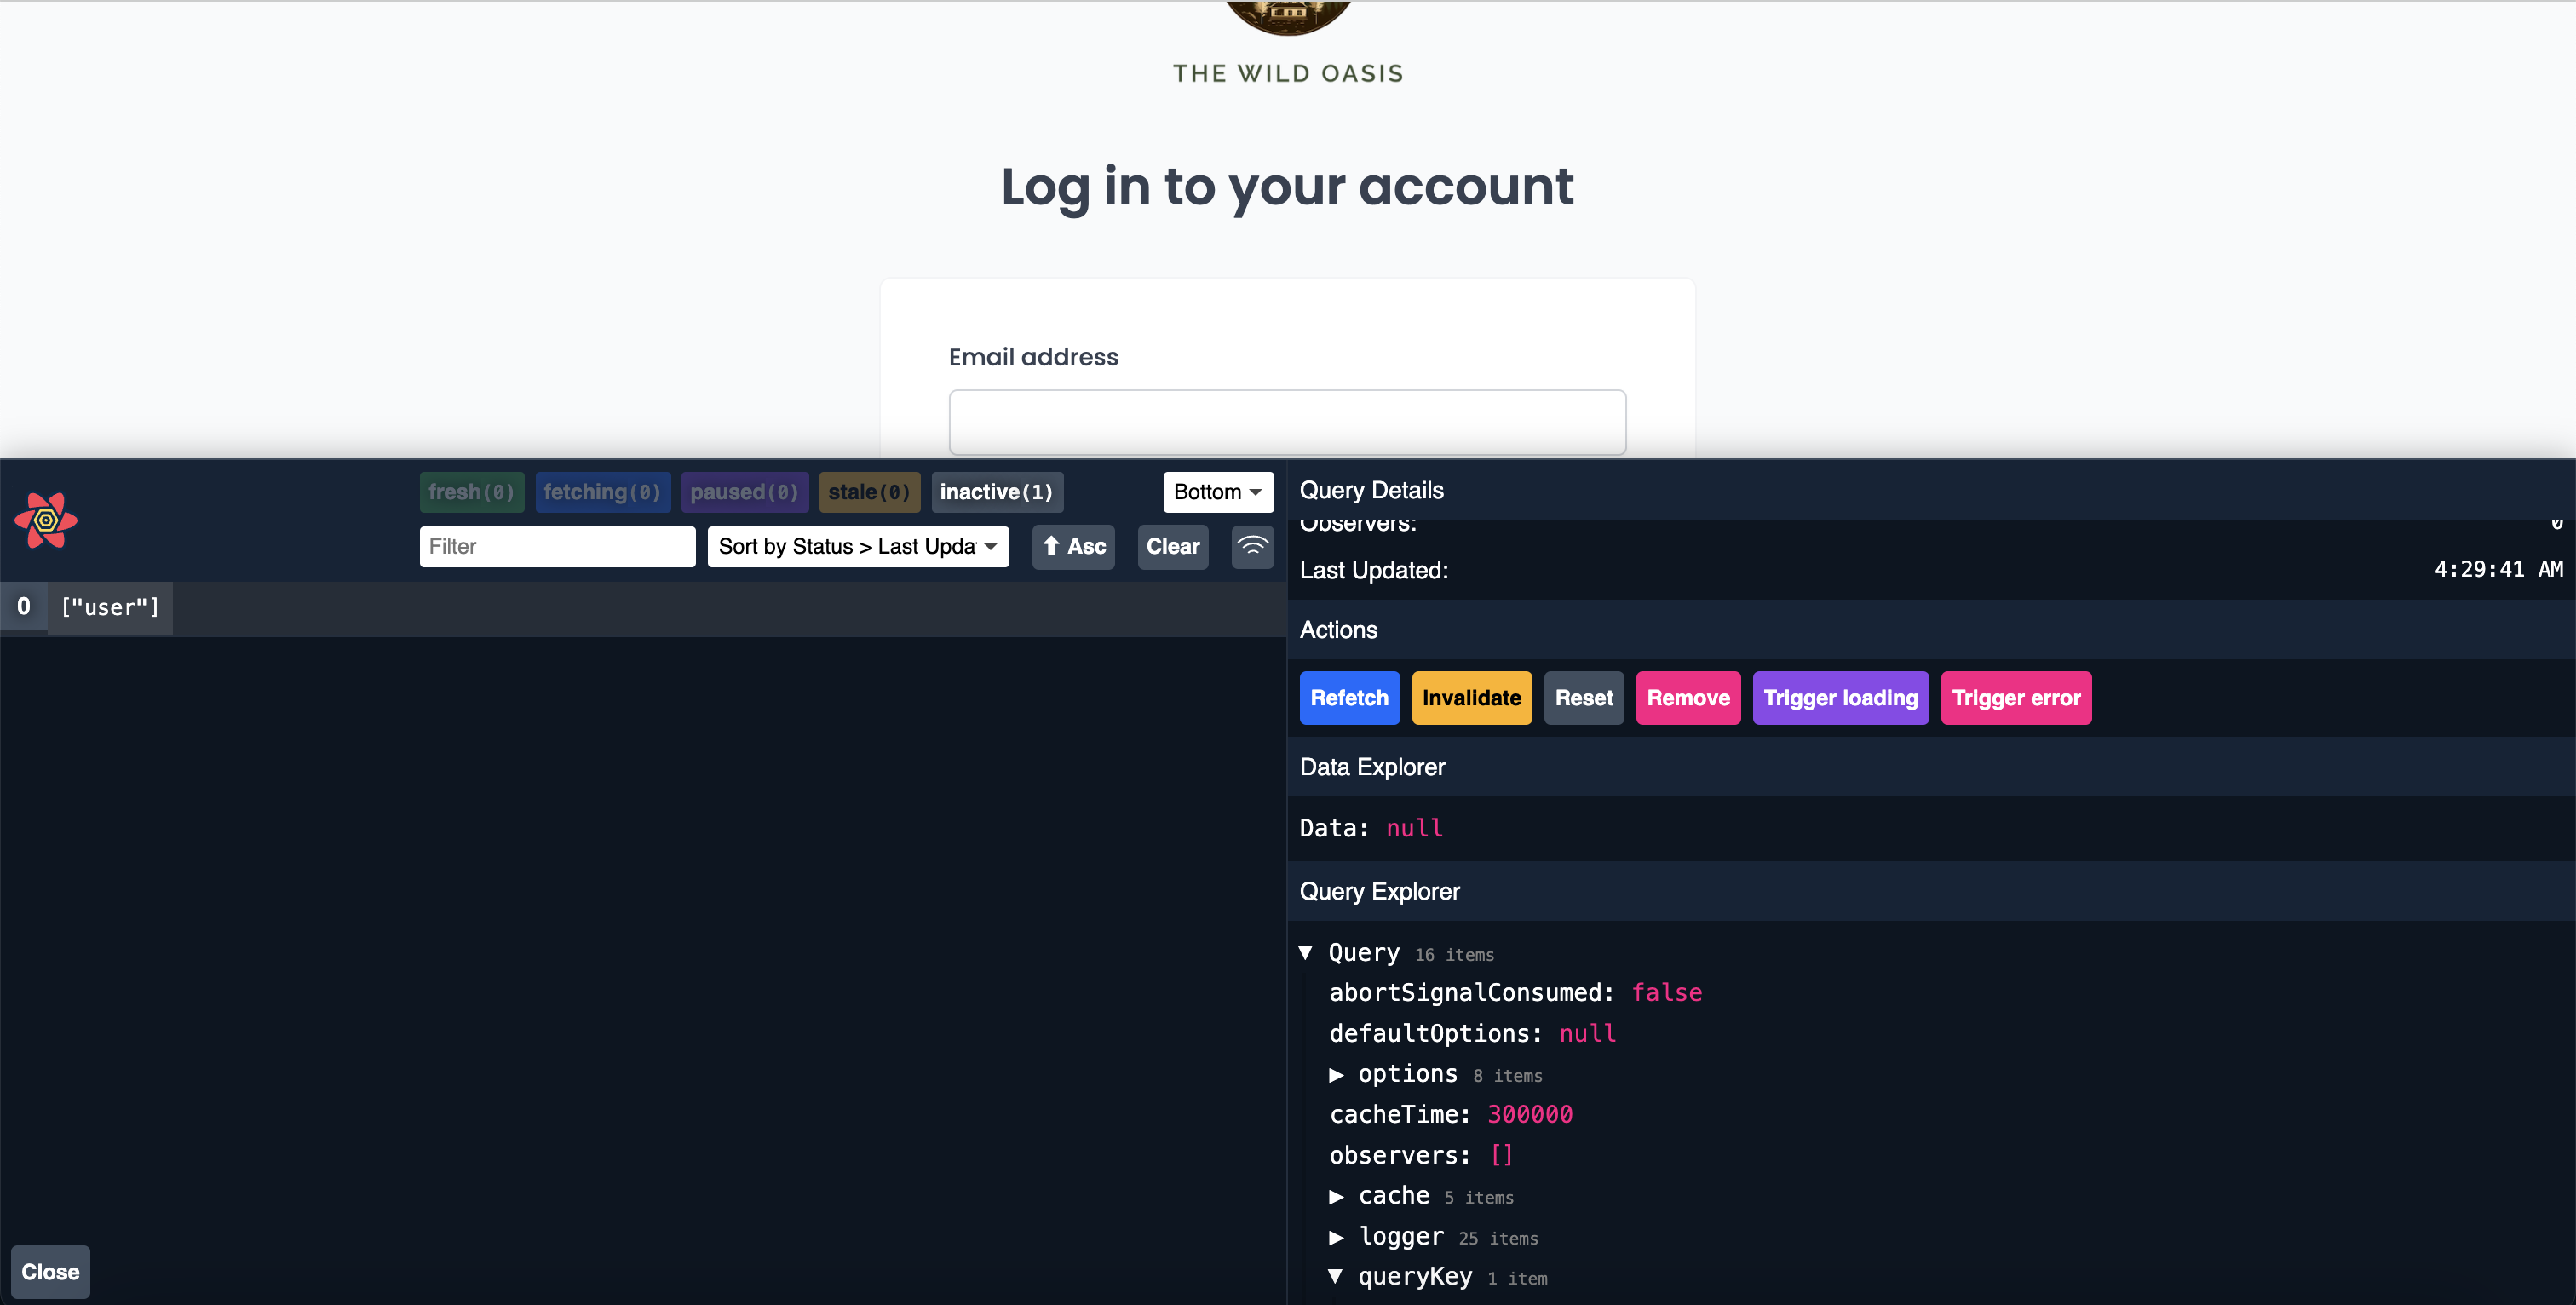 THE WILD OASIS
Log in to your account
Email address
fresh(0) fetching(0) paused(0) stale(0) inactive(1) Bottom
Filter Sort by Status > Last Upda Asc Clear
0 ["user"]
Close
Query Details
Observers: 0
Last Updated: 4:29:41 AM
Actions
Refetch Invalidate Reset Remove Trigger loading Trigger error
Data Explorer
Data: null
Query Explorer
▼ Query 16 items
abortSignalConsumed: false
defaultOptions: null
▶ options 8 items
cacheTime: 300000
observers: []
▶ cache 5 items
▶ logger 25 items
▼ queryKey 1 item